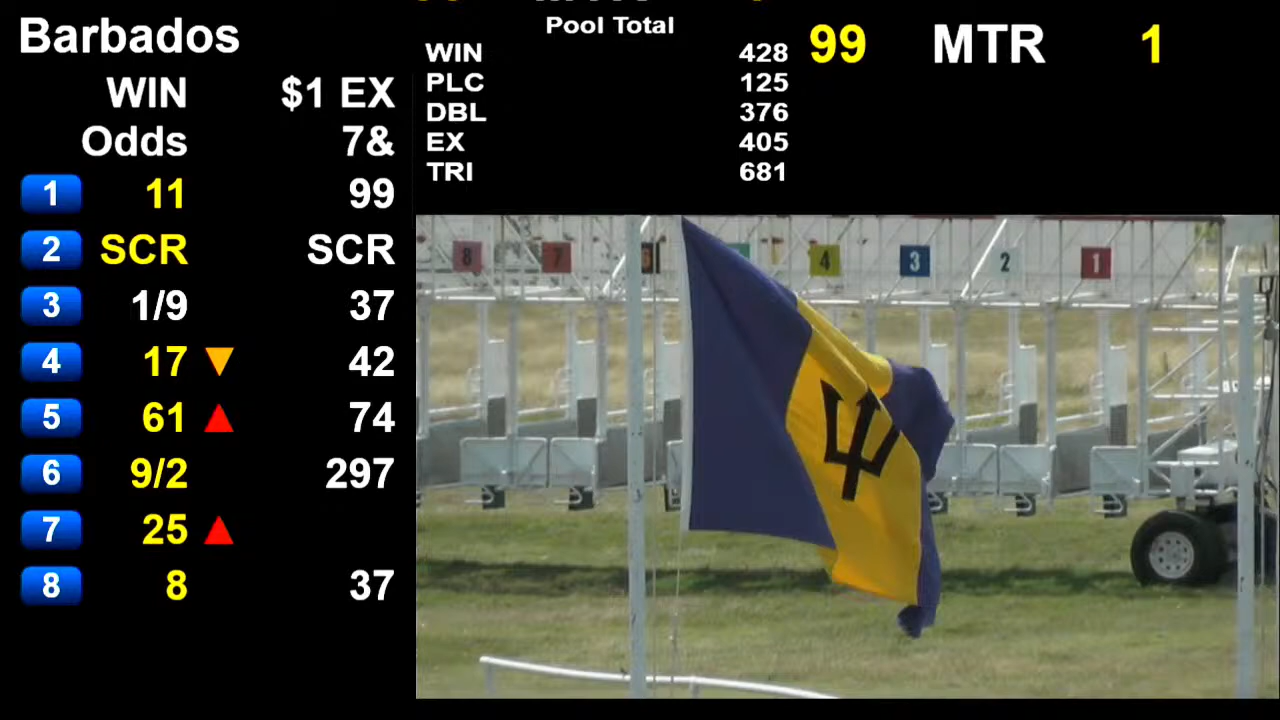 Barbados
WIN $1 EX
Odds 7&
1 11 99
2 SCR SCR
3 1/9 37
4 17 42
5 61 74
6 9/2 297
7 25
8 8 37
Pool Total
WIN 428
PLC 125
DBL 376
EX 405
TRI 681
99 MTR 1
8 7 6 4 3 2 1